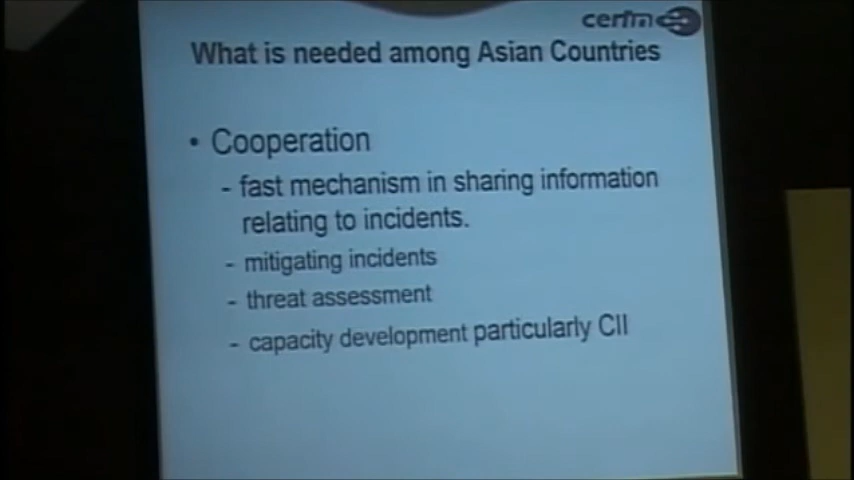 cerlın
What is needed among Asian Countries
• Cooperation
- fast mechanism in sharing information
relating to incidents.
- mitigating incidents
- threat assessment
- capacity development particularly CII